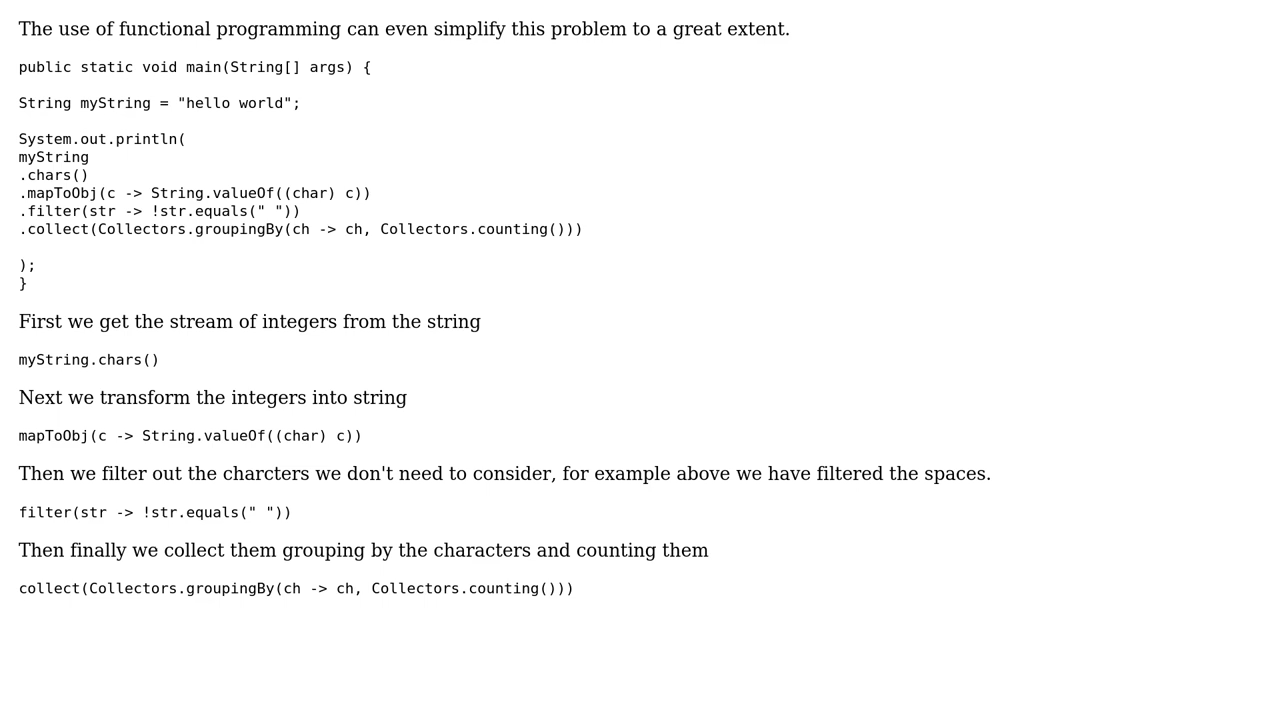 The use of functional programming can even simplify this problem to a great extent.
public static void main(String[] args) {
String myString = "hello world";
System.out.println(
myString
.chars()
.mapToObj(c -> String.valueOf((char) c))
.filter(str -> !str.equals(" "))
.collect(Collectors.groupingBy(ch -> ch, Collectors.counting()))
);
}
First we get the stream of integers from the string
myString.chars()
Next we transform the integers into string
mapToObj(c -> String.valueOf((char) c))
Then we filter out the charcters we don't need to consider, for example above we have filtered the spaces.
filter(str -> !str.equals(" "))
Then finally we collect them grouping by the characters and counting them
collect(Collectors.groupingBy(ch -> ch, Collectors.counting()))